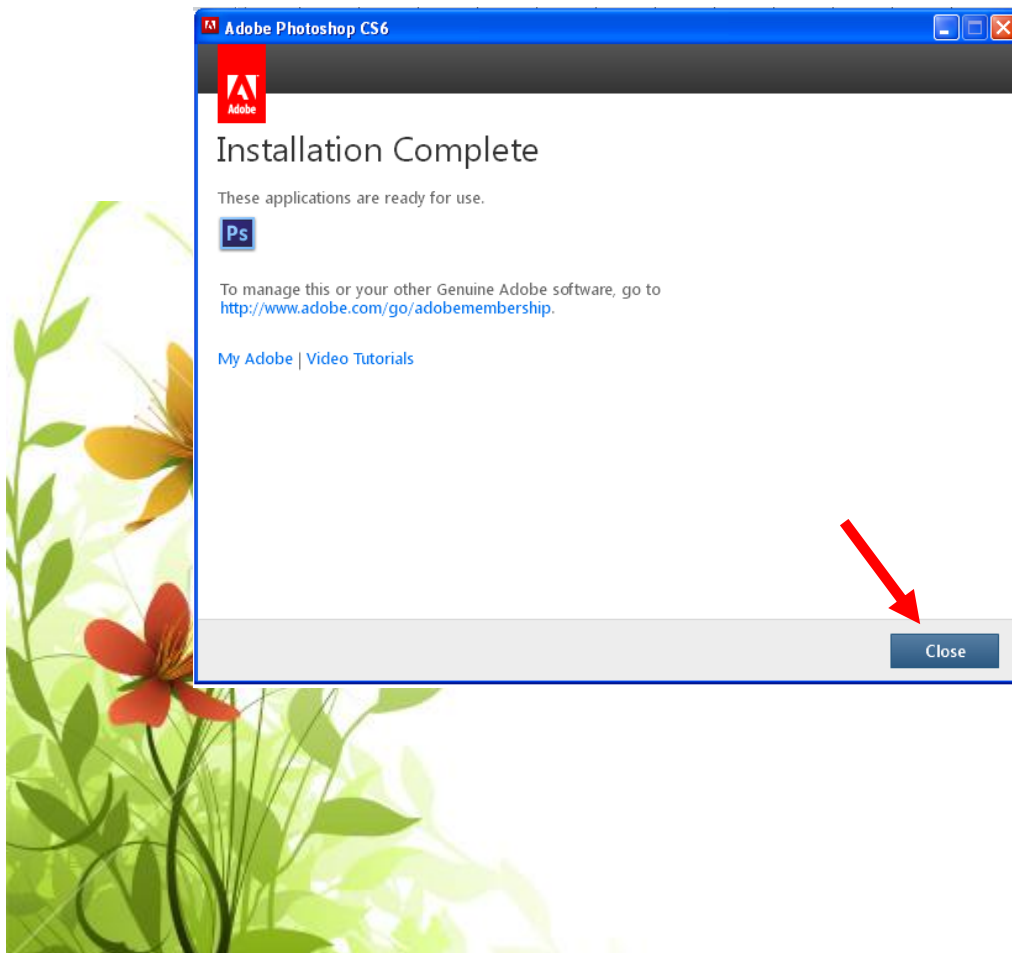 Adobe Photoshop CS6
Adobe
Installation Complete
These applications are ready for use.
Ps
To manage this or your other Genuine Adobe software, go to
http://www.adobe.com/go/adobemembership.
My Adobe | Video Tutorials
Close